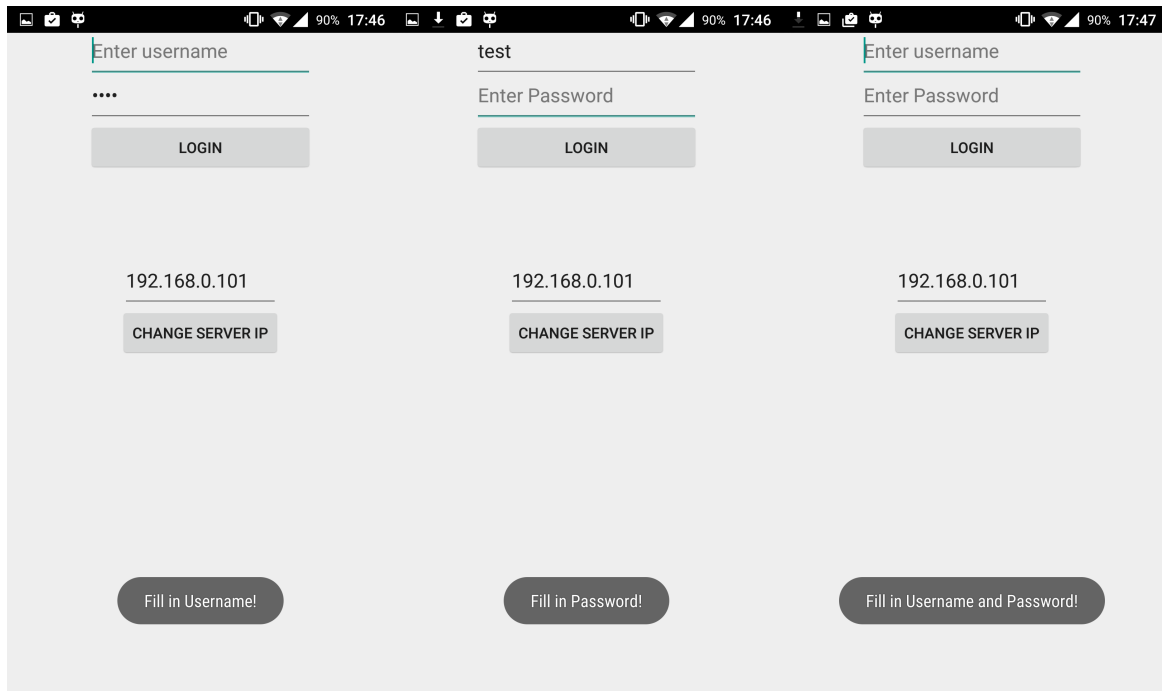 90% 17:46
Enter username
••••
LOGIN
192.168.0.101
CHANGE SERVER IP
Fill in Username!
90% 17:46
test
Enter Password
LOGIN
192.168.0.101
CHANGE SERVER IP
Fill in Password!
90% 17:47
Enter username
Enter Password
LOGIN
192.168.0.101
CHANGE SERVER IP
Fill in Username and Password!